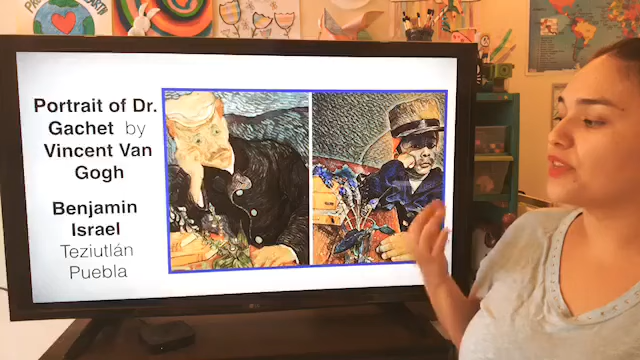 Portrait of Dr.
Gachet by
Vincent Van
Gogh
Benjamin
Israel
Teziutlán
Puebla